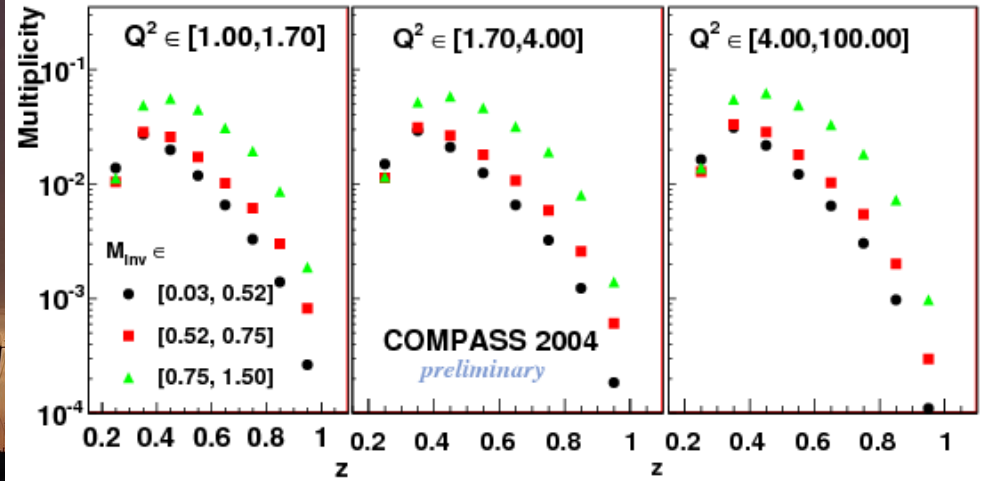 Q² ∈ [1.00,1.70]
Q² ∈ [1.70,4.00]
Q² ∈ [4.00,100.00]
Multiplicity
10⁻¹
10⁻²
10⁻³
10⁻⁴
M_Inv ∈
[0.03, 0.52]
[0.52, 0.75]
[0.75, 1.50]
COMPASS 2004
preliminary
0.2 0.4 0.6 0.8 1
0.2 0.4 0.6 0.8 1
0.2 0.4 0.6 0.8 1
z
z